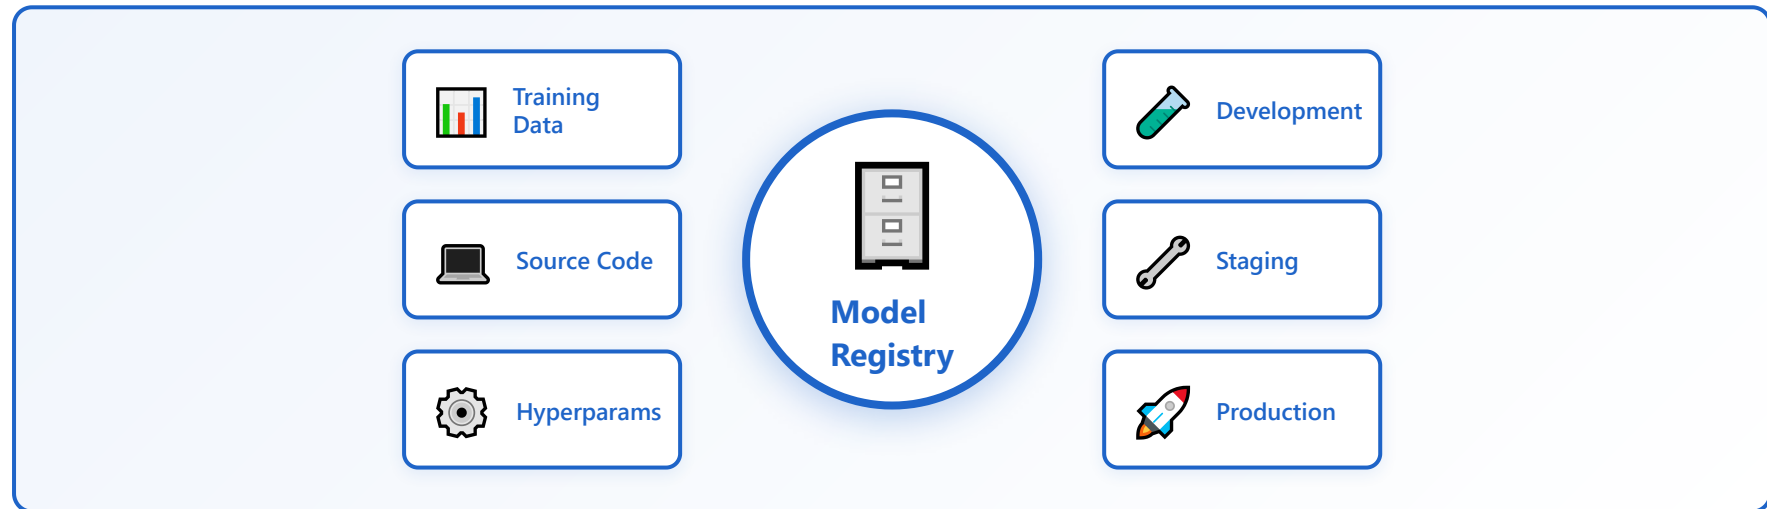 Training
Data
Source Code
Hyperparams
Model
Registry
Development
Staging
Production